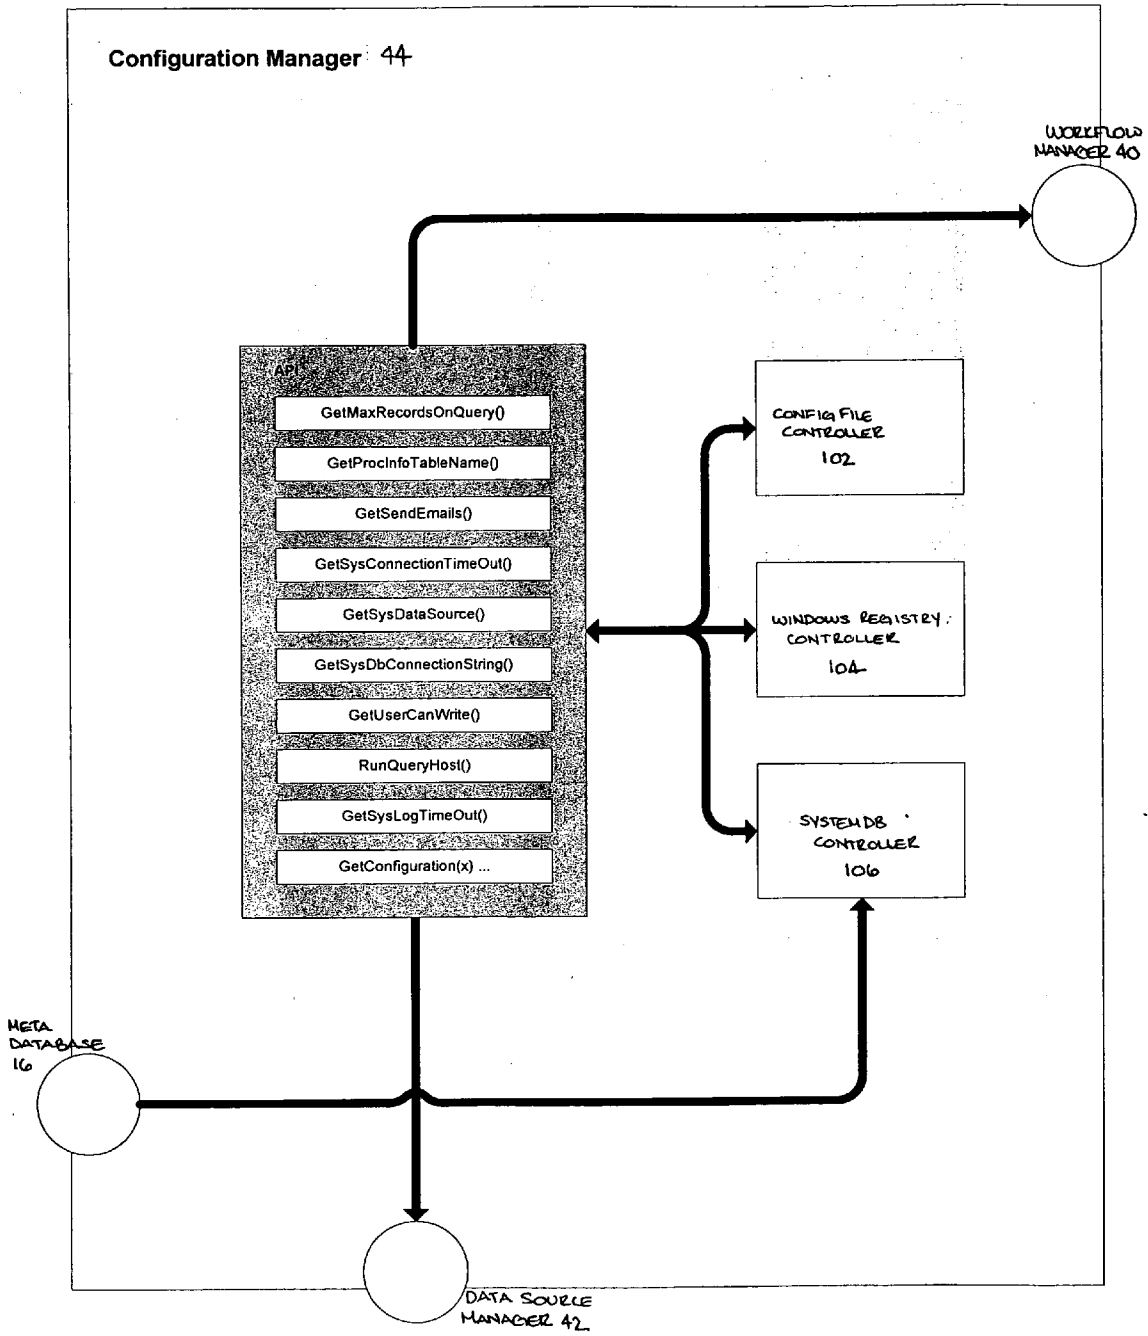 Configuration Manager 44
WORKFLOW
MANAGER 40
API
GetMaxRecordsOnQuery()
GetProcInfoTableName()
GetSendEmails()
GetSysConnectionTimeOut()
GetSysDataSource()
GetSysDbConnectionString()
GetUserCanWrite()
RunQueryHost()
GetSysLogTimeOut()
GetConfiguration(x) ...
CONFIG FILE
CONTROLLER
102
WINDOWS REGISTRY
CONTROLLER
104
SYSTEM DB
CONTROLLER
106
META
DATABASE
16
DATA SOURCE
MANAGER 42